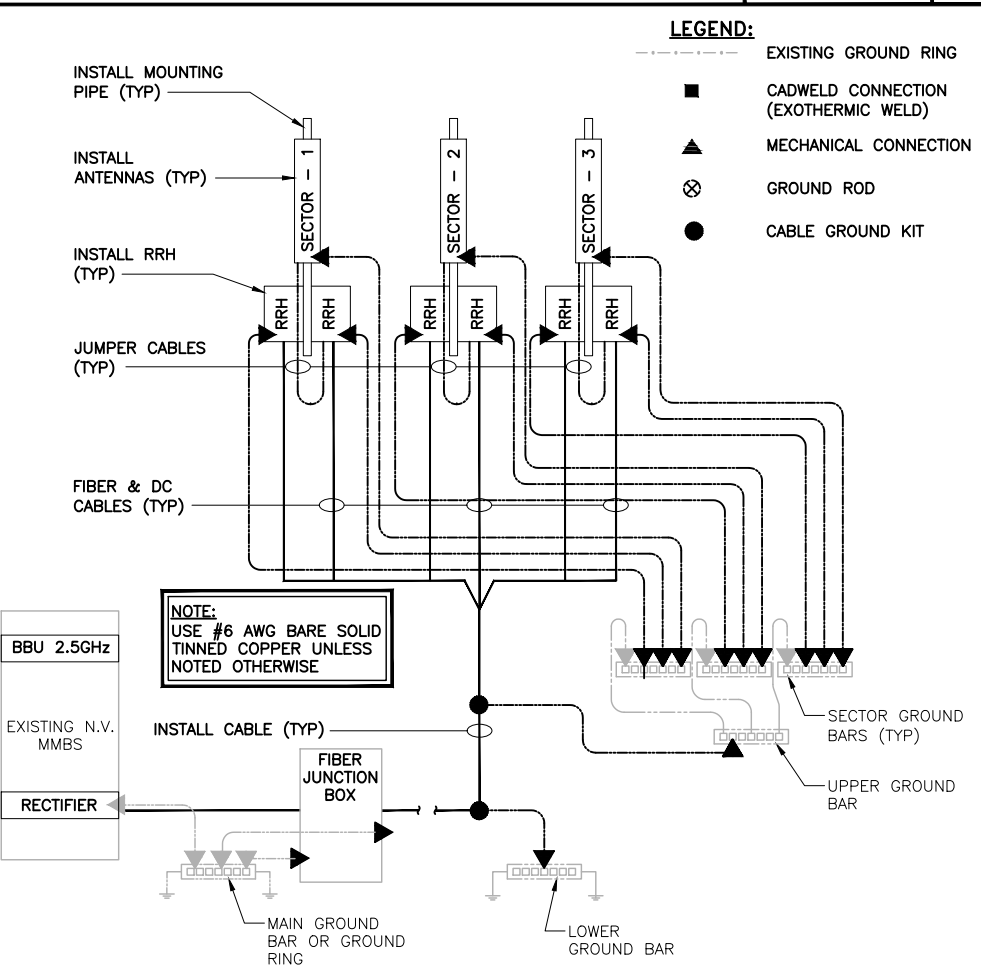 LEGEND:
EXISTING GROUND RING
CADWELD CONNECTION
(EXOTHERMIC WELD)
MECHANICAL CONNECTION
GROUND ROD
CABLE GROUND KIT
INSTALL MOUNTING
PIPE (TYP)
INSTALL
ANTENNAS (TYP)
INSTALL RRH
(TYP)
JUMPER CABLES
(TYP)
FIBER & DC
CABLES (TYP)
SECTOR - 1
SECTOR - 2
SECTOR - 3
RRH
RRH
RRH
RRH
RRH
RRH
NOTE:
USE #6 AWG BARE SOLID
TINNED COPPER UNLESS
NOTED OTHERWISE
BBU 2.5GHz
EXISTING N.V.
MMBS
RECTIFIER
INSTALL CABLE (TYP)
FIBER
JUNCTION
BOX
SECTOR GROUND
BARS (TYP)
UPPER GROUND
BAR
MAIN GROUND
BAR OR GROUND
RING
LOWER
GROUND BAR